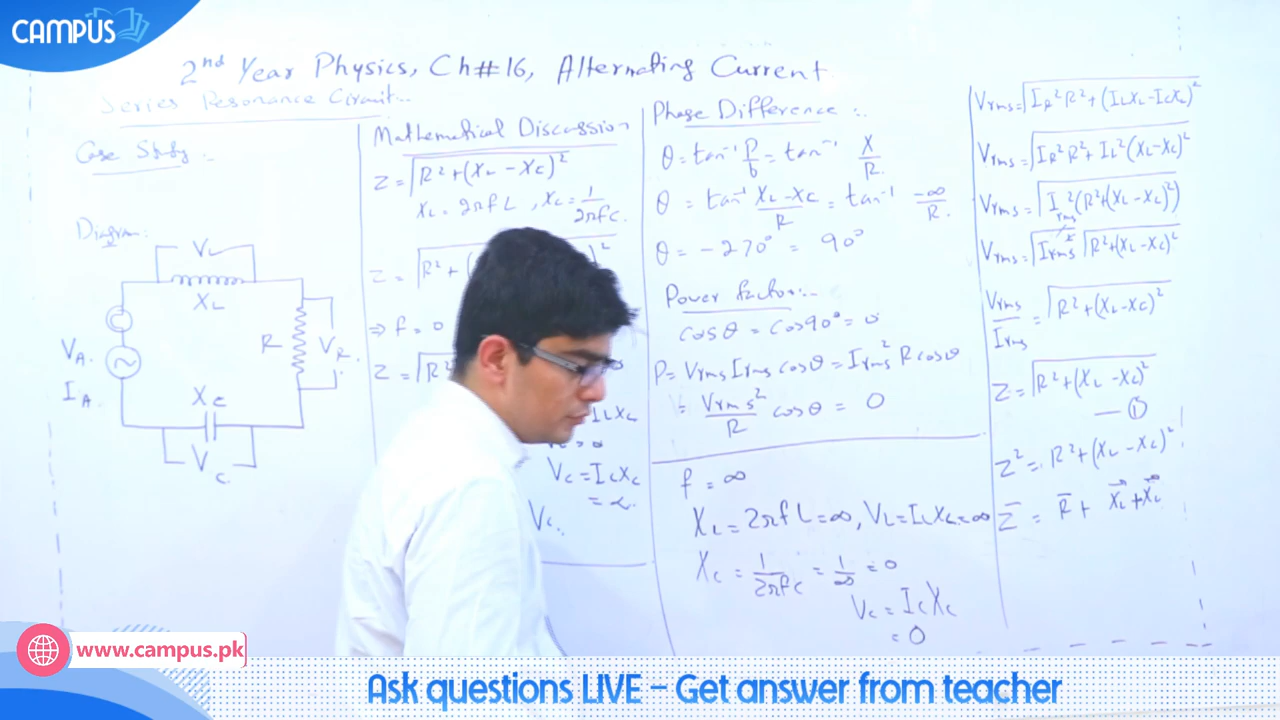 CAMPUS
2nd Year Physics, Ch#16, Alternating Current
Series Resonance Circuit...
Case Study:
Diagram:
VL
XL
VA.
IA.
R
VR.
XC
VC
Mathematical Discussion
Z = √R²+(XL - XC)²
XL = 2πfL , XC = 1/2πfC.
Z = √R² + ( )²
⇒ f = 0
Z = √R²
ILXL
VC = ICXC
= ∝.
VC.
Phase Difference :.
θ = tan⁻¹ P/b = tan⁻¹ X/R.
θ = tan⁻¹ XL-XC/R = tan⁻¹ -∞/R.
θ = -270° = 90°
Power factor:..
cosθ = Cos90° = 0
P = Vrms Irms cosθ = Irms² R cosθ
= Vrms²/R cosθ = 0
f = ∞
XL = 2πfL = ∞, VL = ILXL = ∞
XC = 1/2πfC = 1/∞ = 0
VC = ICXC
= 0
Vrms = √IR²R² + (ILXL - ICXC)²
Vrms = √IR²R² + IL²(XL-XC)²
Vrms = √Irms²(R²+(XL-XC)²)
Vrms = √Irms² √R²+(XL-XC)²
Vrms/Irms = √R²+(XL-XC)²
Z = √R²+(XL-XC)²
— ①
Z² = R²+(XL-XC)²
Z̄ = R̄ + X⃗L + X⃗C
www.campus.pk
Ask questions LIVE – Get answer from teacher